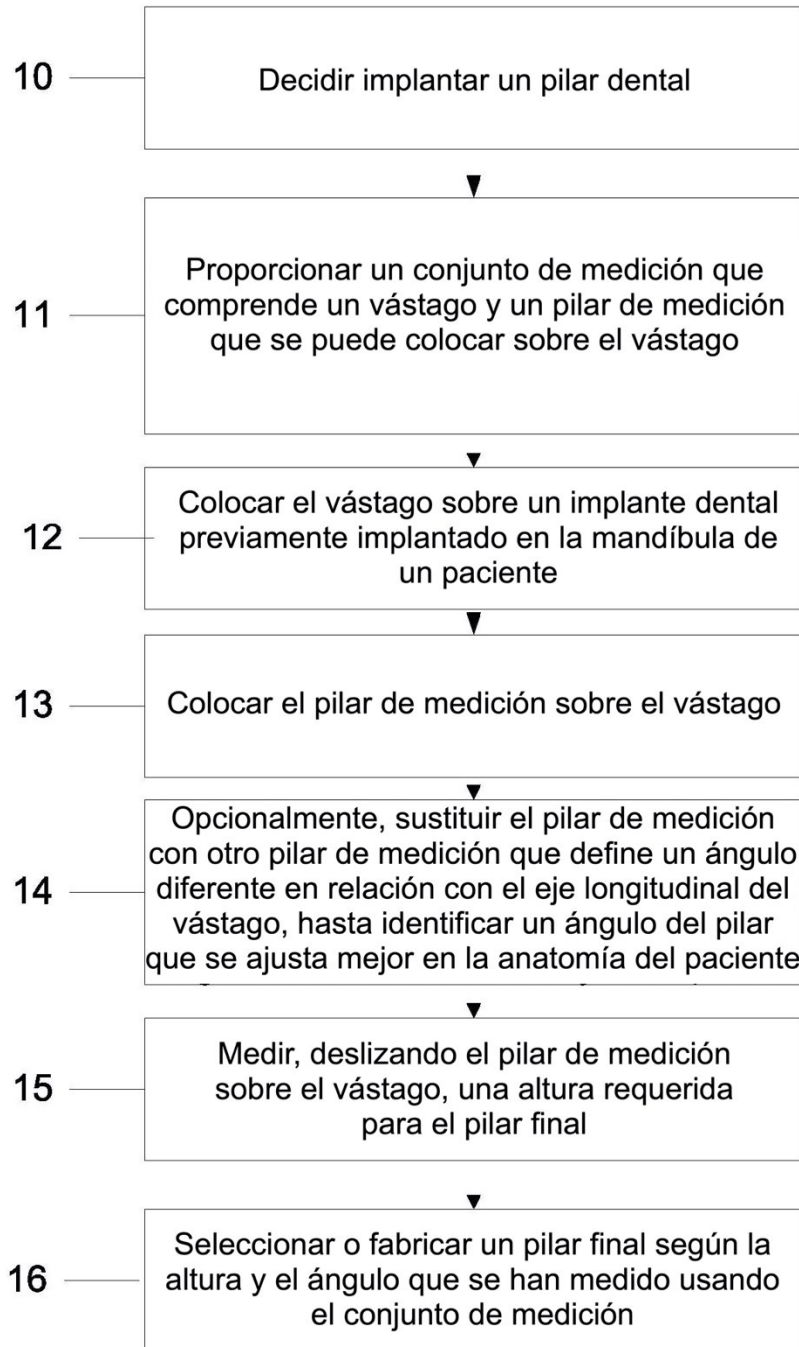 10
Decidir implantar un pilar dental
11
Proporcionar un conjunto de medición que
comprende un vástago y un pilar de medición
que se puede colocar sobre el vástago
12
Colocar el vástago sobre un implante dental
previamente implantado en la mandíbula de
un paciente
13
Colocar el pilar de medición sobre el vástago
14
Opcionalmente, sustituir el pilar de medición
con otro pilar de medición que define un ángulo
diferente en relación con el eje longitudinal del
vástago, hasta identificar un ángulo del pilar
que se ajusta mejor en la anatomía del paciente
15
Medir, deslizando el pilar de medición
sobre el vástago, una altura requerida
para el pilar final
16
Seleccionar o fabricar un pilar final según la
altura y el ángulo que se han medido usando
el conjunto de medición